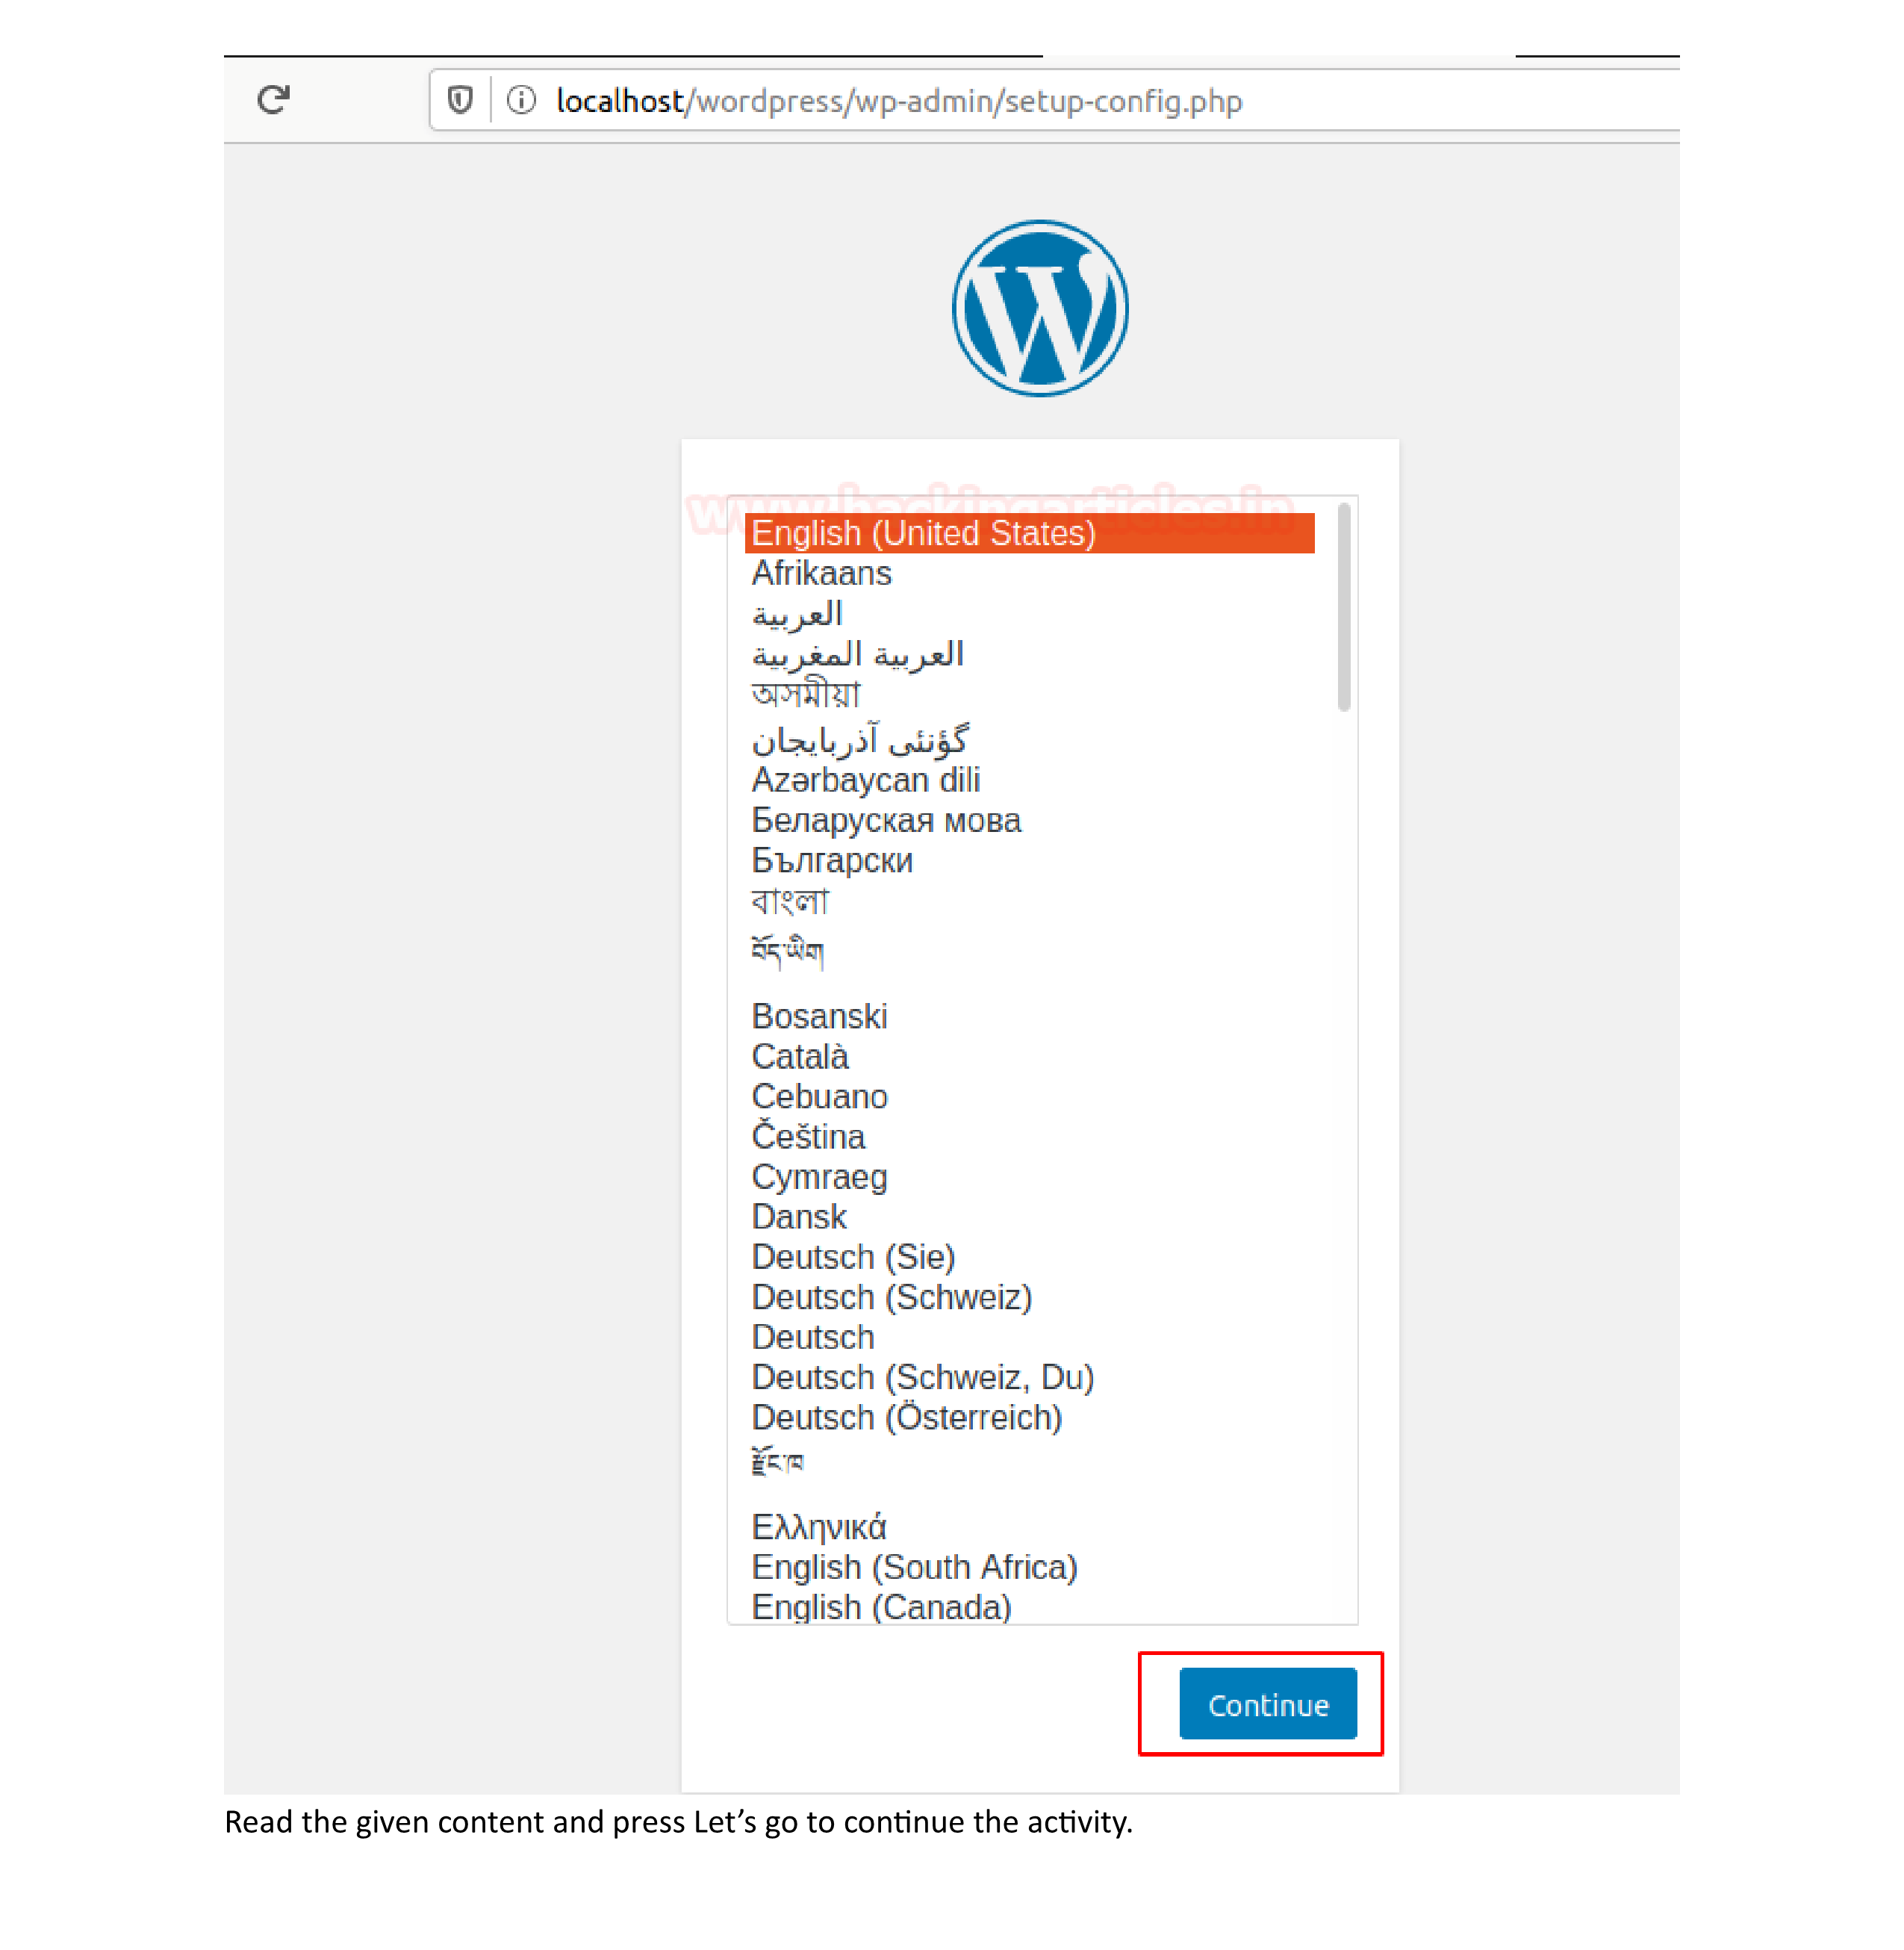 localhost/wordpress/wp-admin/setup-config.php
www.hackingarticles.in
English (United States)
Afrikaans
العربية
العربية المغربية
অসমীয়া
گؤنئی آذربایجان
Azərbaycan dili
Беларуская мова
Български
বাংলা
བོད་ཡིག
Bosanski
Català
Cebuano
Čeština
Cymraeg
Dansk
Deutsch (Sie)
Deutsch (Schweiz)
Deutsch
Deutsch (Schweiz, Du)
Deutsch (Österreich)
རྫོང་ཁ
Ελληνικά
English (South Africa)
English (Canada)
Continue
Read the given content and press Let’s go to continue the activity.